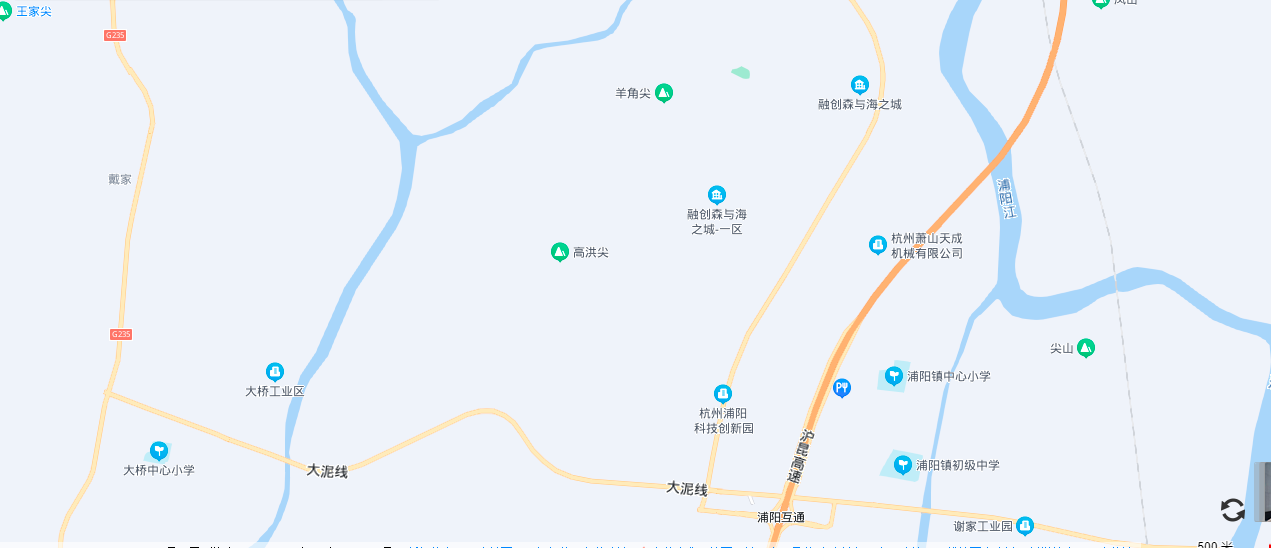 王家尖
G235
凤山
羊角尖
融创森与海之城
戴家
浦阳江
融创森与海
之城-一区
杭州萧山天成
机械有限公司
高洪尖
G235
尖山
大桥工业区
浦阳镇中心小学
杭州浦阳
科技创新园
沪昆高速
大桥中心小学
大泥线
浦阳镇初级中学
大泥线
浦阳互通
谢家工业园
500 米